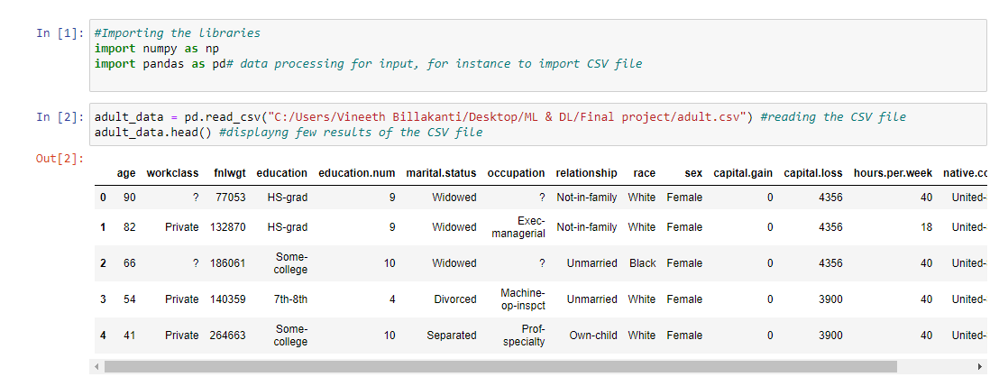 In [1]: #Importing the libraries
import numpy as np
import pandas as pd# data processing for input, for instance to import CSV file
In [2]: adult_data = pd.read_csv("C:/Users/Vineeth Billakanti/Desktop/ML & DL/Final project/adult.csv") #reading the CSV file
adult_data.head() #displayng few results of the CSV file
Out[2]:
age workclass fnlwgt education education.num marital.status occupation relationship race sex capital.gain capital.loss hours.per.week native.co
0 90 ? 77053 HS-grad 9 Widowed ? Not-in-family White Female 0 4356 40 United-
1 82 Private 132870 HS-grad 9 Widowed Exec-managerial Not-in-family White Female 0 4356 18 United-
2 66 ? 186061 Some-college 10 Widowed ? Unmarried Black Female 0 4356 40 United-
3 54 Private 140359 7th-8th 4 Divorced Machine-op-inspct Unmarried White Female 0 3900 40 United-
4 41 Private 264663 Some-college 10 Separated Prof-specialty Own-child White Female 0 3900 40 United-